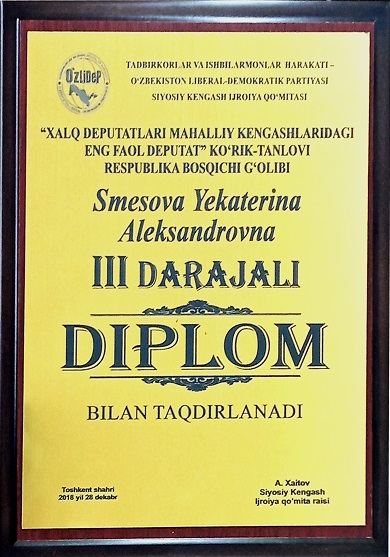 O'zLiDeP
TADBIRKORLAR VA ISHBILARMONLAR HARAKATI –
O‘ZBEKISTON LIBERAL-DEMOKRATIK PARTIYASI
SIYOSIY KENGASH IJROIYA QO‘MITASI
“XALQ DEPUTATLARI MAHALLIY KENGASHLARIDAGI
ENG FAOL DEPUTAT” KO‘RIK-TANLOVI
RESPUBLIKA BOSQICHI G‘OLIBI
Smesova Yekaterina
Aleksandrovna
III DARAJALI
DIPLOM
BILAN TAQDIRLANADI
Toshkent shahri
2018 yil 28 dekabr
A. Xaitov
Siyosiy Kengash
Ijroiya qo‘mita raisi